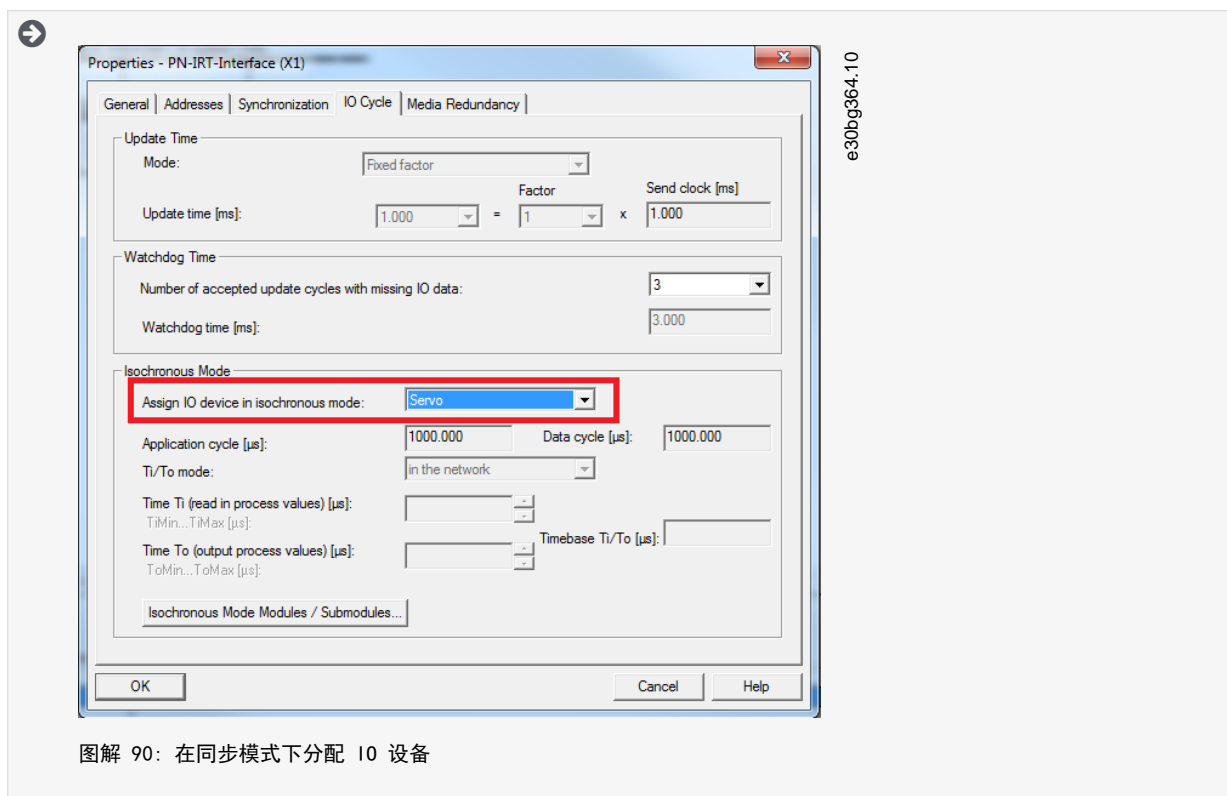 Properties - PN-IRT-Interface (X1)
General Addresses Synchronization IO Cycle Media Redundancy
Update Time
Mode: Fixed factor
Factor Send clock [ms]
Update time [ms]: 1.000 = 1 x 1.000
Watchdog Time
Number of accepted update cycles with missing IO data: 3
Watchdog time [ms]: 3.000
Isochronous Mode
Assign IO device in isochronous mode: Servo
Application cycle [µs]: 1000.000 Data cycle [µs]: 1000.000
Ti/To mode: in the network
Time Ti (read in process values) [µs]:
TiMin...TiMax [µs]:
Timebase Ti/To [µs]:
Time To (output process values) [µs]:
ToMin...ToMax [µs]:
Isochronous Mode Modules / Submodules...
OK Cancel Help
e30bg364.10
图解 90: 在同步模式下分配 IO 设备